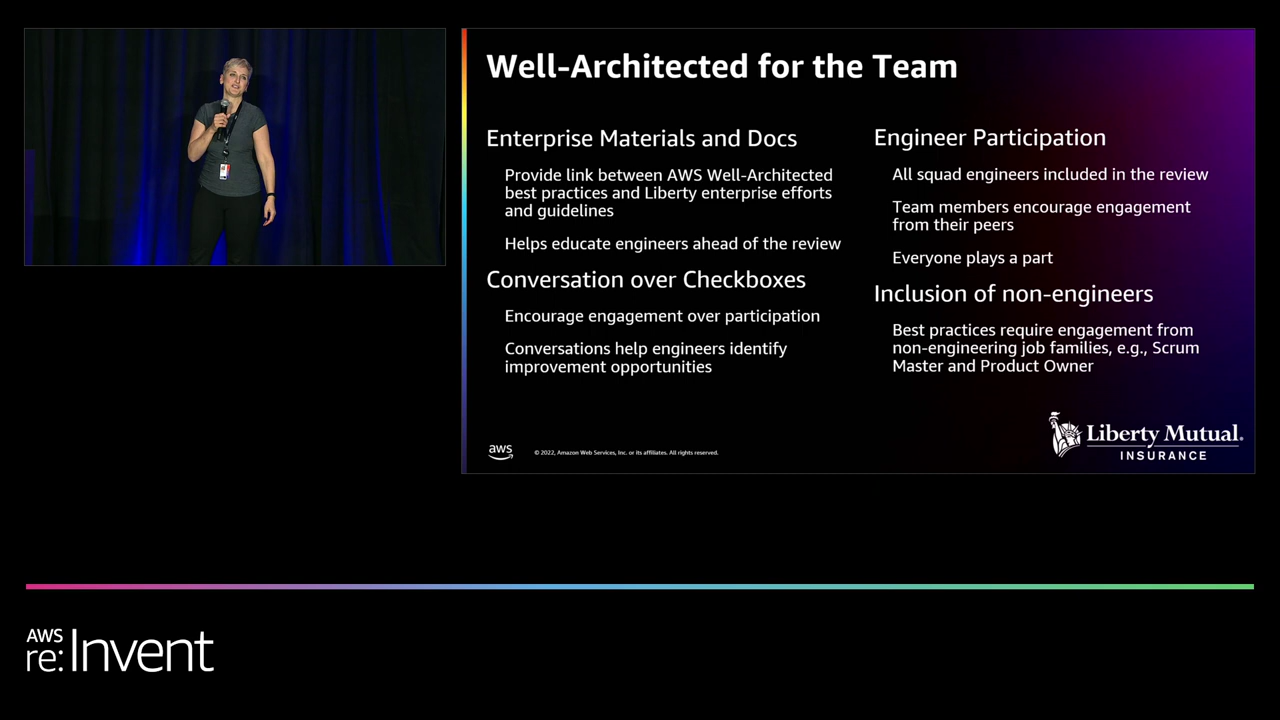 Well-Architected for the Team
Enterprise Materials and Docs
Provide link between AWS Well-Architected
best practices and Liberty enterprise efforts
and guidelines
Helps educate engineers ahead of the review
Conversation over Checkboxes
Encourage engagement over participation
Conversations help engineers identify
improvement opportunities
Engineer Participation
All squad engineers included in the review
Team members encourage engagement
from their peers
Everyone plays a part
Inclusion of non-engineers
Best practices require engagement from
non-engineering job families, e.g., Scrum
Master and Product Owner
aws
© 2022, Amazon Web Services, Inc. or its affiliates. All rights reserved.
Liberty Mutual.
INSURANCE
AWS
re:Invent